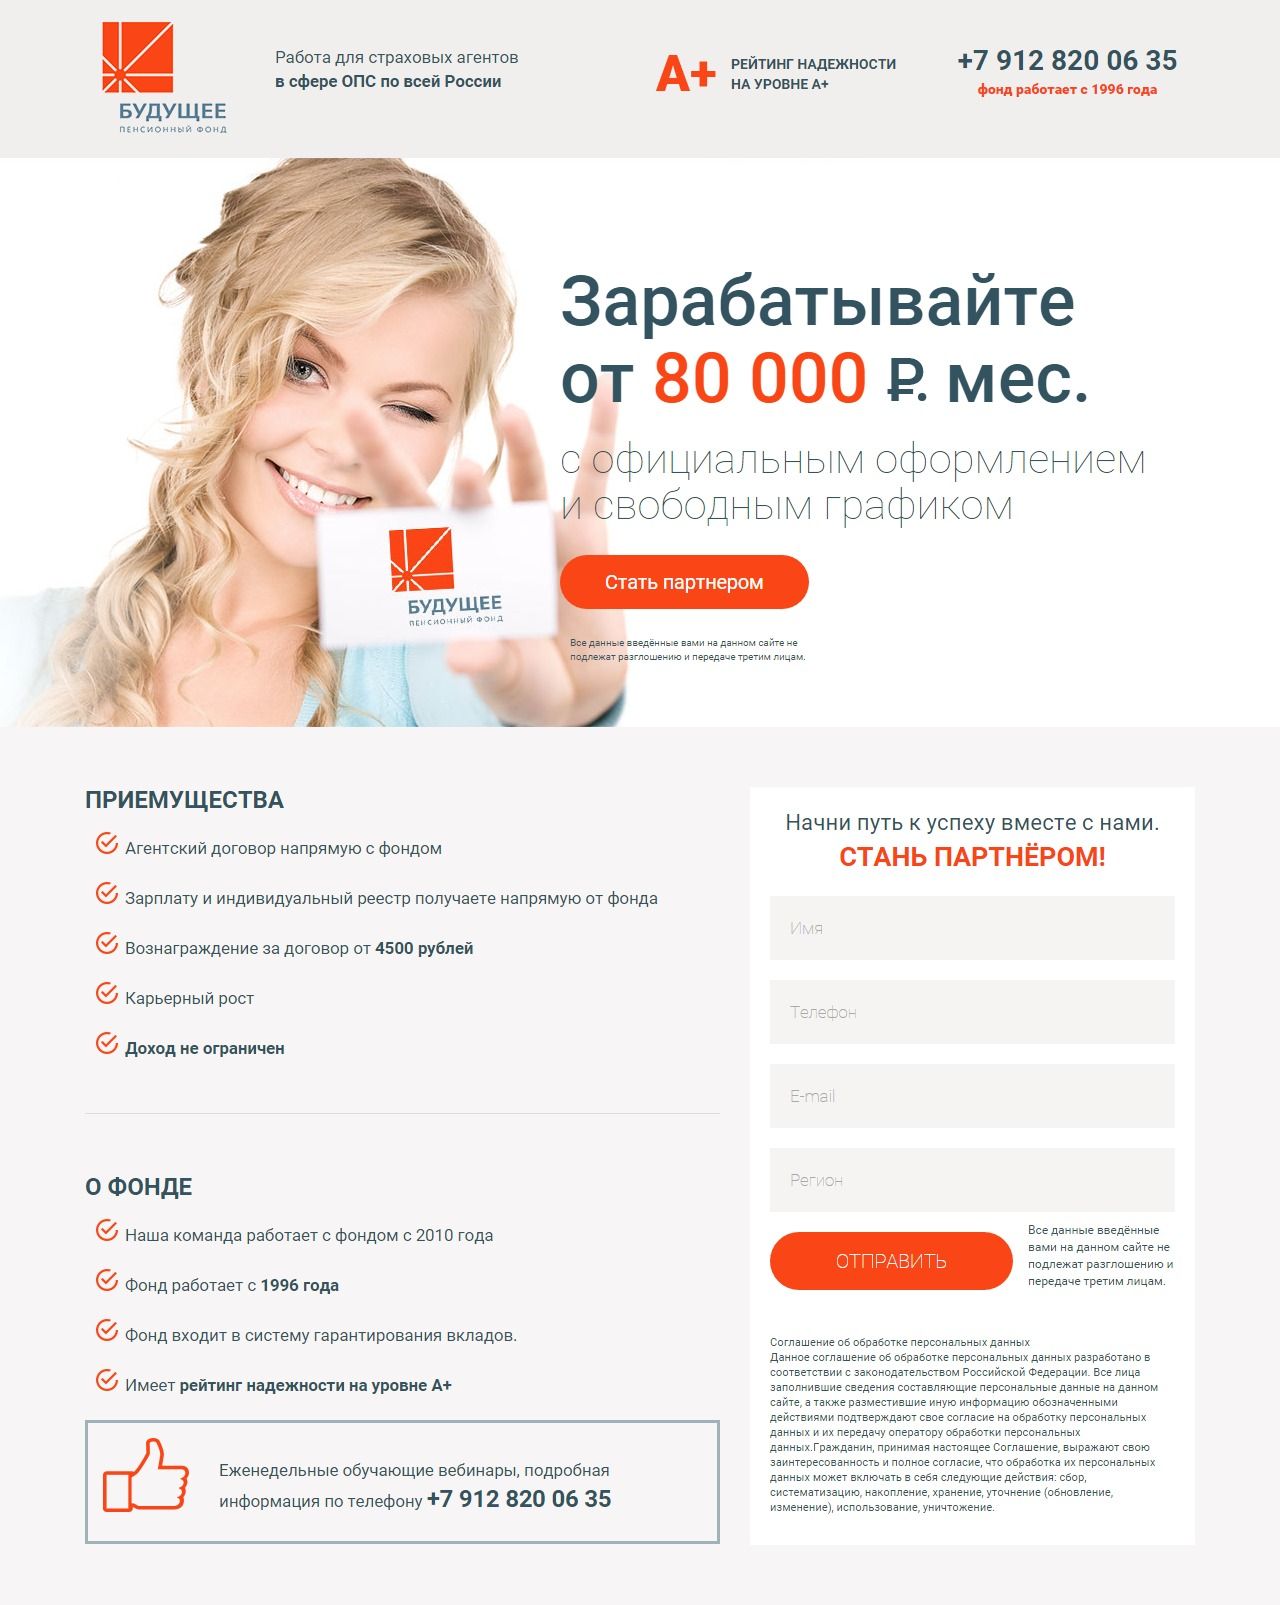 БУДУЩЕЕ
ПЕНСИОННЫЙ ФОНД
Работа для страховых агентов
в сфере ОПС по всей России
А+
РЕЙТИНГ НАДЕЖНОСТИ
НА УРОВНЕ А+
+7 912 820 06 35
фонд работает с 1996 года
Зарабатывайте
от 80 000 ₽. мес.
с официальным оформлением
и свободным графиком
БУДУЩЕЕ
ПЕНСИОННЫЙ ФОНД
Стать партнером
Все данные введённые вами на данном сайте не
подлежат разглошению и передаче третим лицам.
ПРИЕМУЩЕСТВА
Агентский договор напрямую с фондом
Зарплату и индивидуальный реестр получаете напрямую от фонда
Вознаграждение за договор от 4500 рублей
Карьерный рост
Доход не ограничен
О ФОНДЕ
Наша команда работает с фондом с 2010 года
Фонд работает с 1996 года
Фонд входит в систему гарантирования вкладов.
Имеет рейтинг надежности на уровне А+
Еженедельные обучающие вебинары, подробная
информация по телефону +7 912 820 06 35
Начни путь к успеху вместе с нами.
СТАНЬ ПАРТНЁРОМ!
Имя
Телефон
E-mail
Регион
ОТПРАВИТЬ
Все данные введённые
вами на данном сайте не
подлежат разглошению и
передаче третим лицам.
Соглашение об обработке персональных данных
Данное соглашение об обработке персональных данных разработано в
соответствии с законодательством Российской Федерации. Все лица
заполнившие сведения составляющие персональные данные на данном
сайте, а также разместившие иную информацию обозначенными
действиями подтверждают свое согласие на обработку персональных
данных и их передачу оператору обработки персональных
данных.Гражданин, принимая настоящее Соглашение, выражают свою
заинтересованность и полное согласие, что обработка их персональных
данных может включать в себя следующие действия: сбор,
систематизацию, накопление, хранение, уточнение (обновление,
изменение), использование, уничтожение.